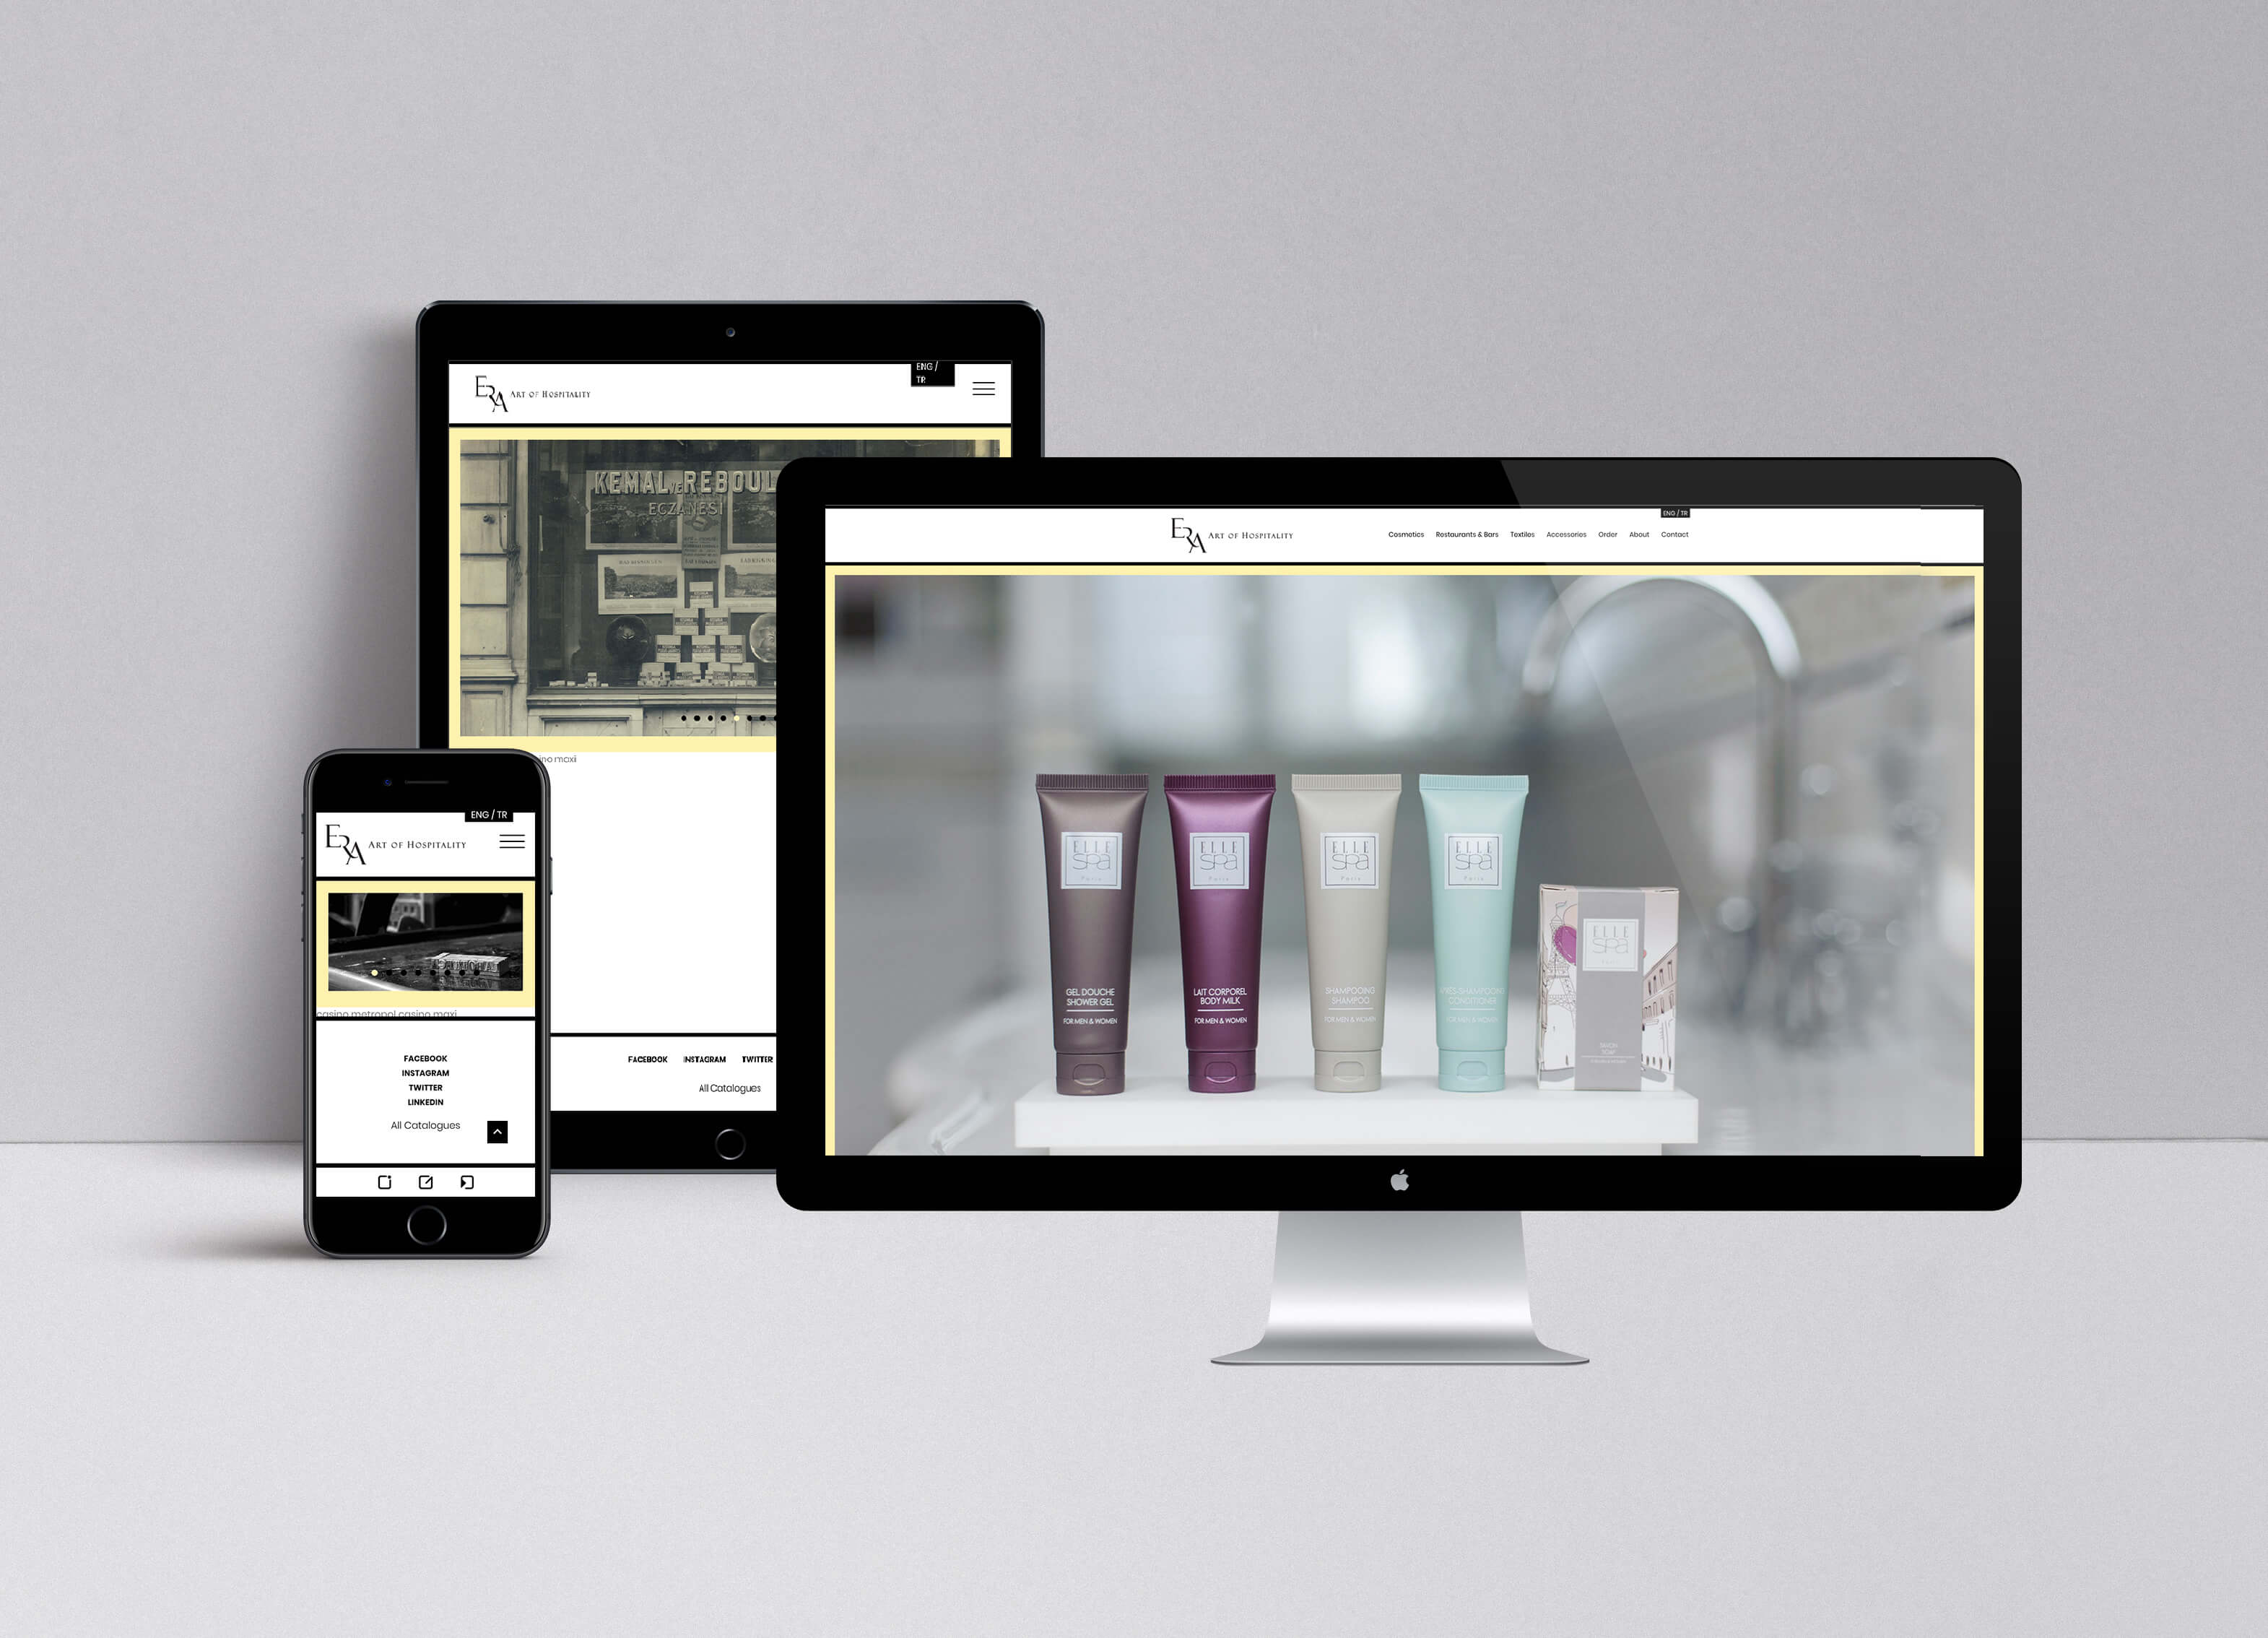 ENG /
TR
ERA ART OF HOSPITALITY
KEMAL VE REBOUL
ECZANESİ
ino maxi
FACEBOOK INSTAGRAM TWITTER
All Catalogues
ENG / TR
ERA ART OF HOSPITALITY
casino metropol casino maxi
FACEBOOK
INSTAGRAM
TWITTER
LINKEDIN
All Catalogues
ENG / TR
ERA ART OF HOSPITALITY
Cosmetics Restaurants & Bars Textiles Accessories Order About Contact
ELLE
spa
Paris
GEL DOUCHE
SHOWER GEL
FOR MEN & WOMEN
ELLE
spa
Paris
LAIT CORPOREL
BODY MILK
FOR MEN & WOMEN
ELLE
spa
Paris
SHAMPOOING
SHAMPOO
FOR MEN & WOMEN
ELLE
spa
Paris
APRÈS-SHAMPOOING
CONDITIONER
FOR MEN & WOMEN
ELLE
spa
SAVON
SOAP